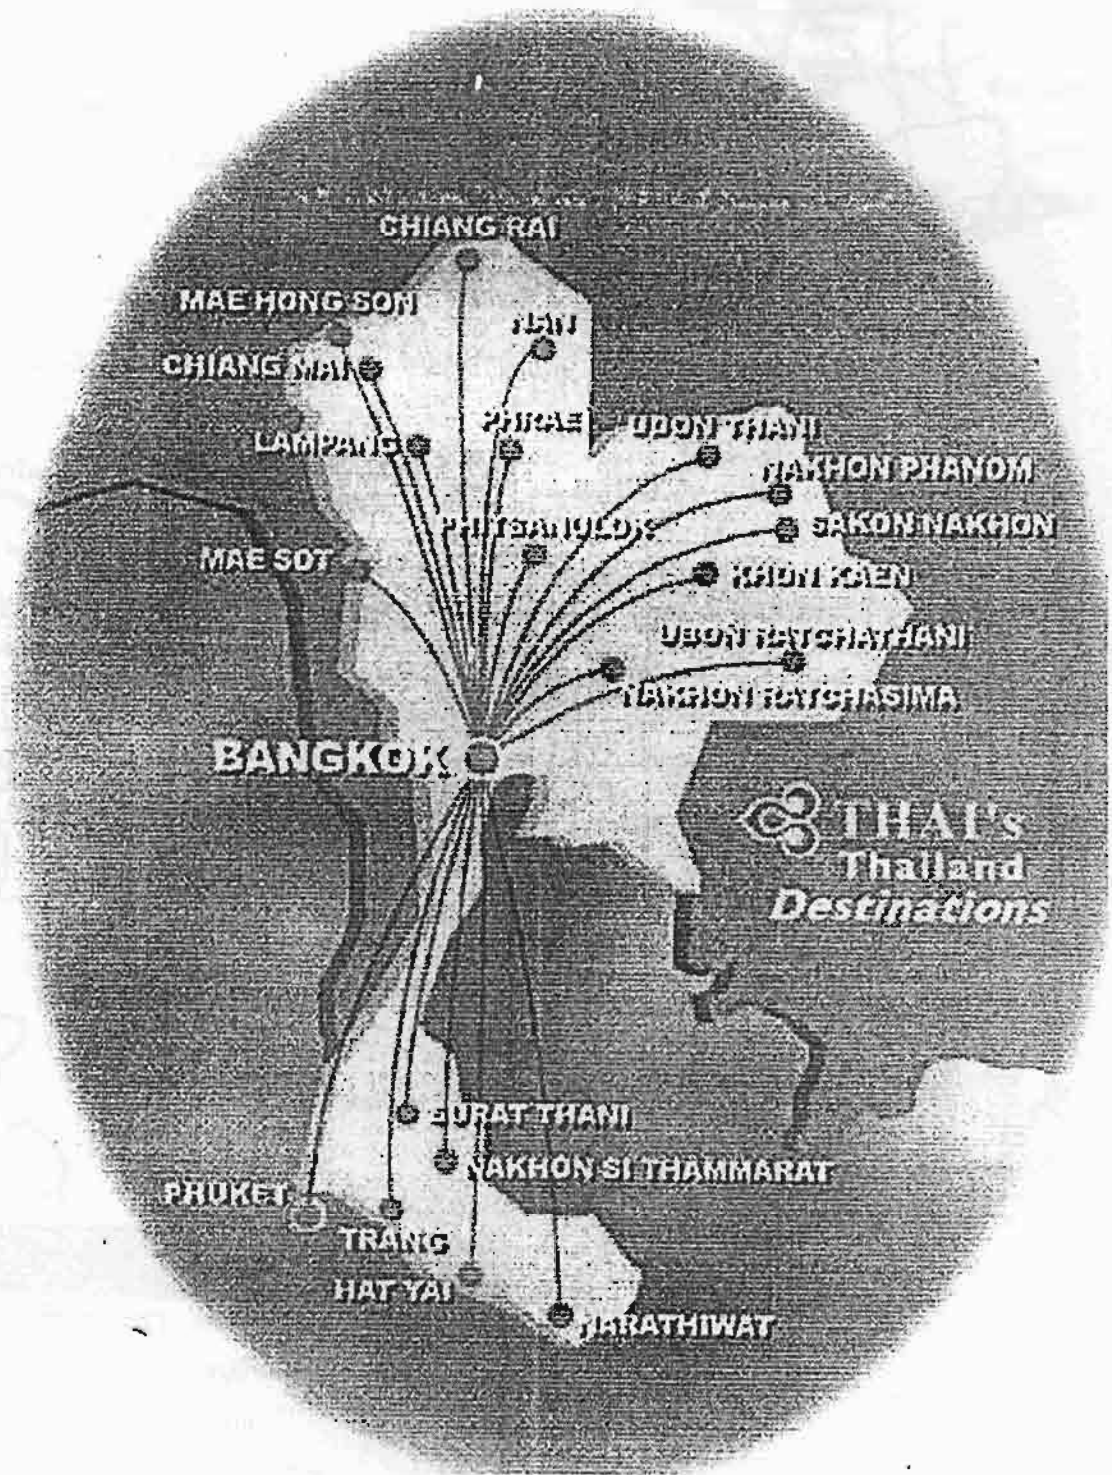 CHIANG RAI
MAE HONG SON
NAN
CHIANG MAI
PHRAE
UDON THANI
LAMPANG
NAKHON PHANOM
PHITSANULOK
SAKON NAKHON
MAE SOT
KHON KAEN
UBON RATCHATHANI
NAKHON RATCHASIMA
BANGKOK
THAI's
Thailand
Destinations
SURAT THANI
NAKHON SI THAMMARAT
PHUKET
TRANG
HAT YAI
NARATHIWAT